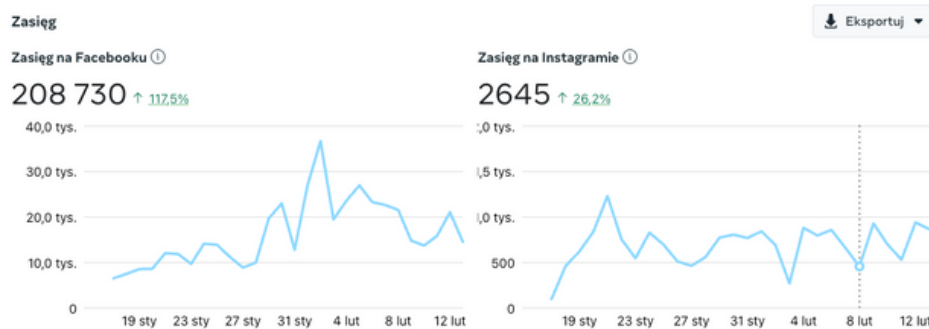 Zasięg
Eksportuj
Zasięg na Facebooku
208 730 ↑ 117,5%
40,0 tys.
30,0 tys.
20,0 tys.
10,0 tys.
0
19 sty 23 sty 27 sty 31 sty 4 lut 8 lut 12 lut
Zasięg na Instagramie
2645 ↑ 26,2%
,0 tys.
,5 tys.
,0 tys.
500
0
19 sty 23 sty 27 sty 31 sty 4 lut 8 lut 12 lut